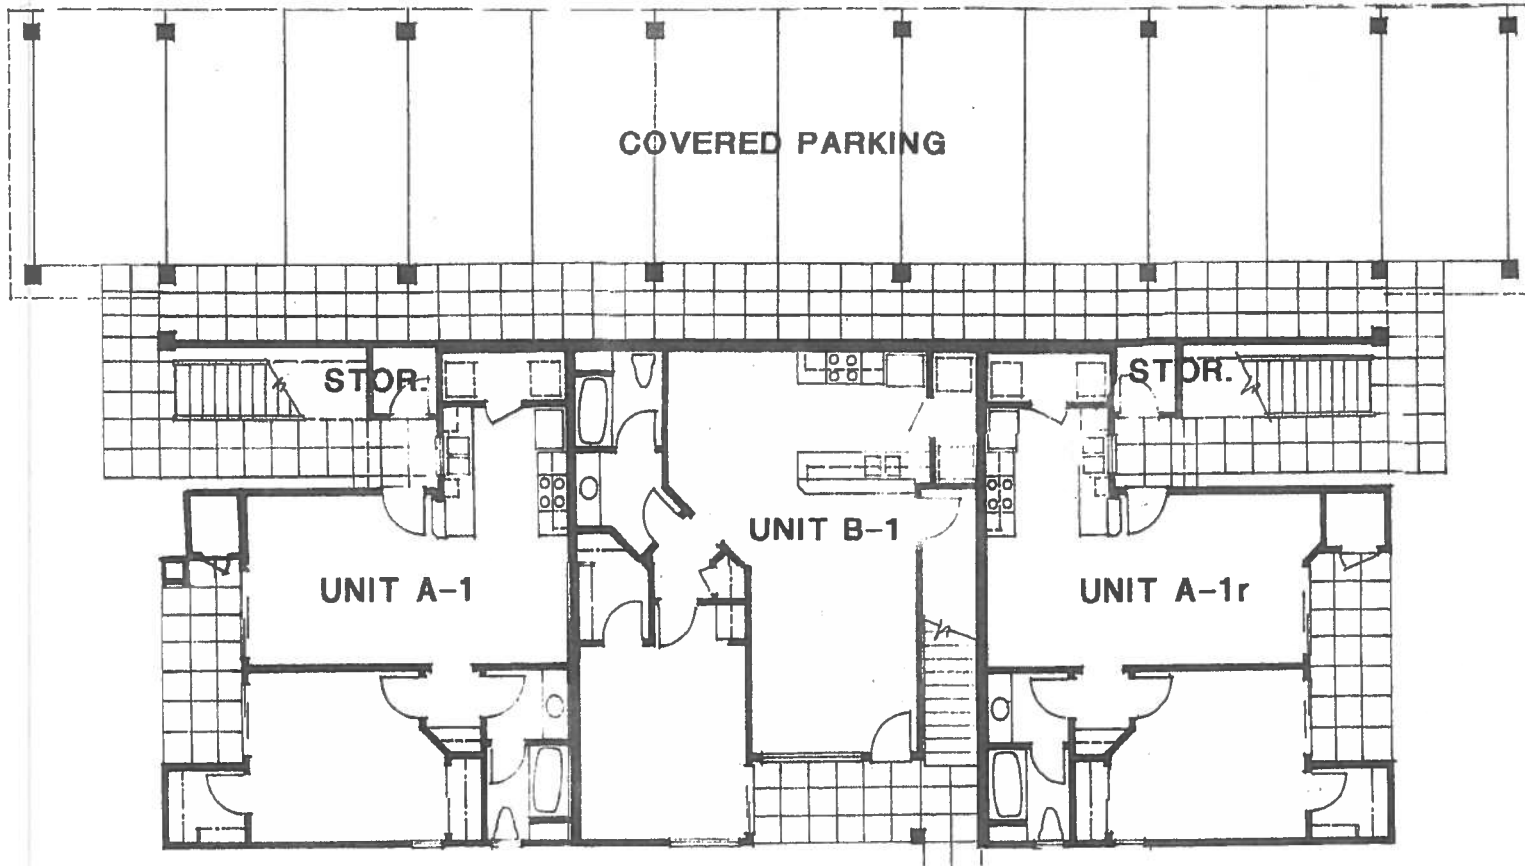 COVERED PARKING
STOR.
STOR.
UNIT B-1
UNIT A-1
UNIT A-1r